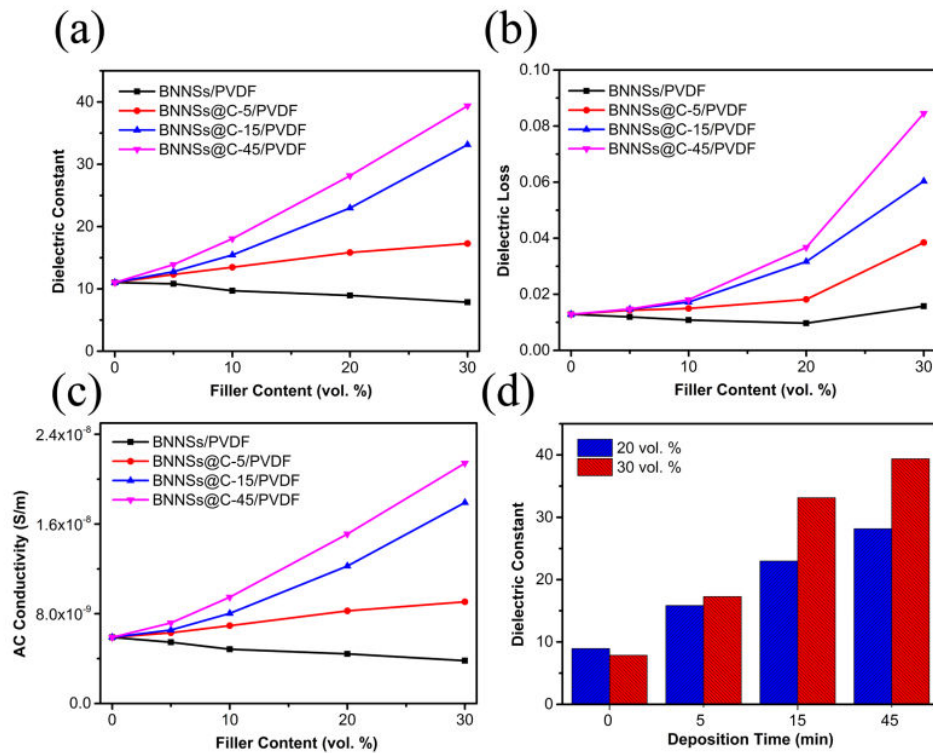 (a)
50
40
30
20
10
0
Dielectric Constant
BNNSs/PVDF
BNNSs@C-5/PVDF
BNNSs@C-15/PVDF
BNNSs@C-45/PVDF
0 10 20 30
Filler Content (vol. %)
(b)
0.10
0.08
0.06
0.04
0.02
0.00
Dielectric Loss
BNNSs/PVDF
BNNSs@C-5/PVDF
BNNSs@C-15/PVDF
BNNSs@C-45/PVDF
0 10 20 30
Filler Content (vol. %)
(c)
2.4x10⁻⁸
1.6x10⁻⁸
8.0x10⁻⁹
0.0
AC Conductivity (S/m)
BNNSs/PVDF
BNNSs@C-5/PVDF
BNNSs@C-15/PVDF
BNNSs@C-45/PVDF
0 10 20 30
Filler Content (vol. %)
(d)
40
30
20
10
0
Dielectric Constant
20 vol. %
30 vol. %
0 5 15 45
Deposition Time (min)